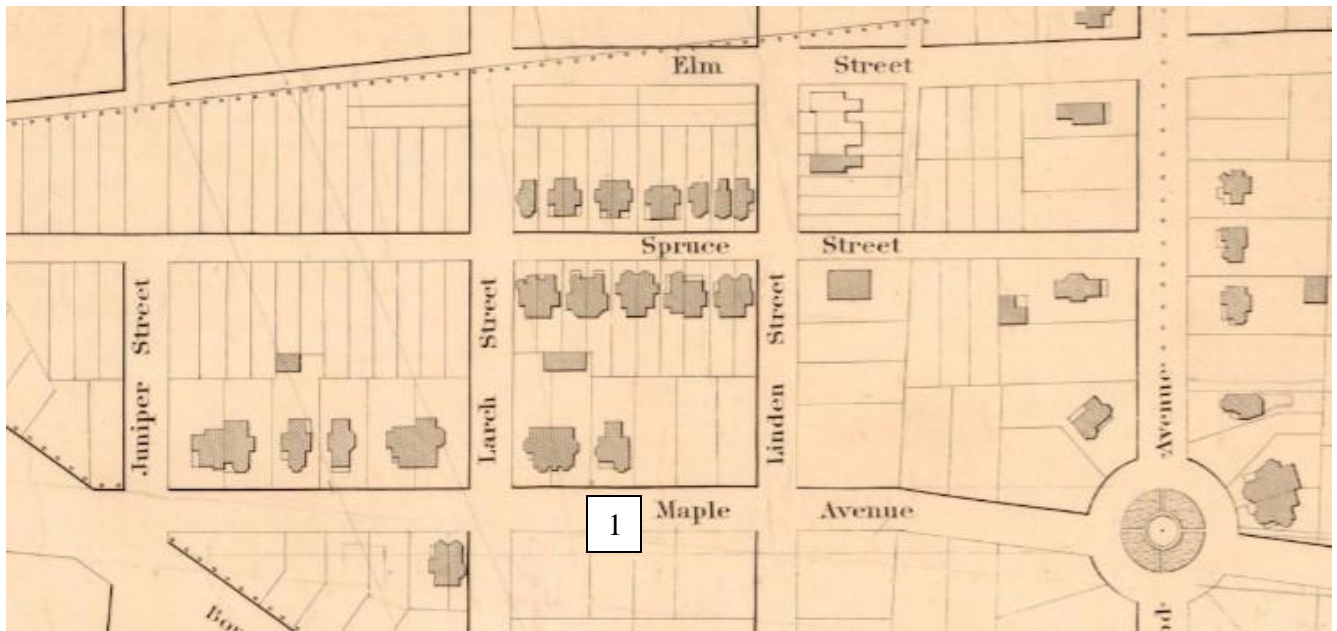 Elm Street
Spruce Street
Juniper Street
Larch Street
Linden Street
Avenue
1
Maple Avenue